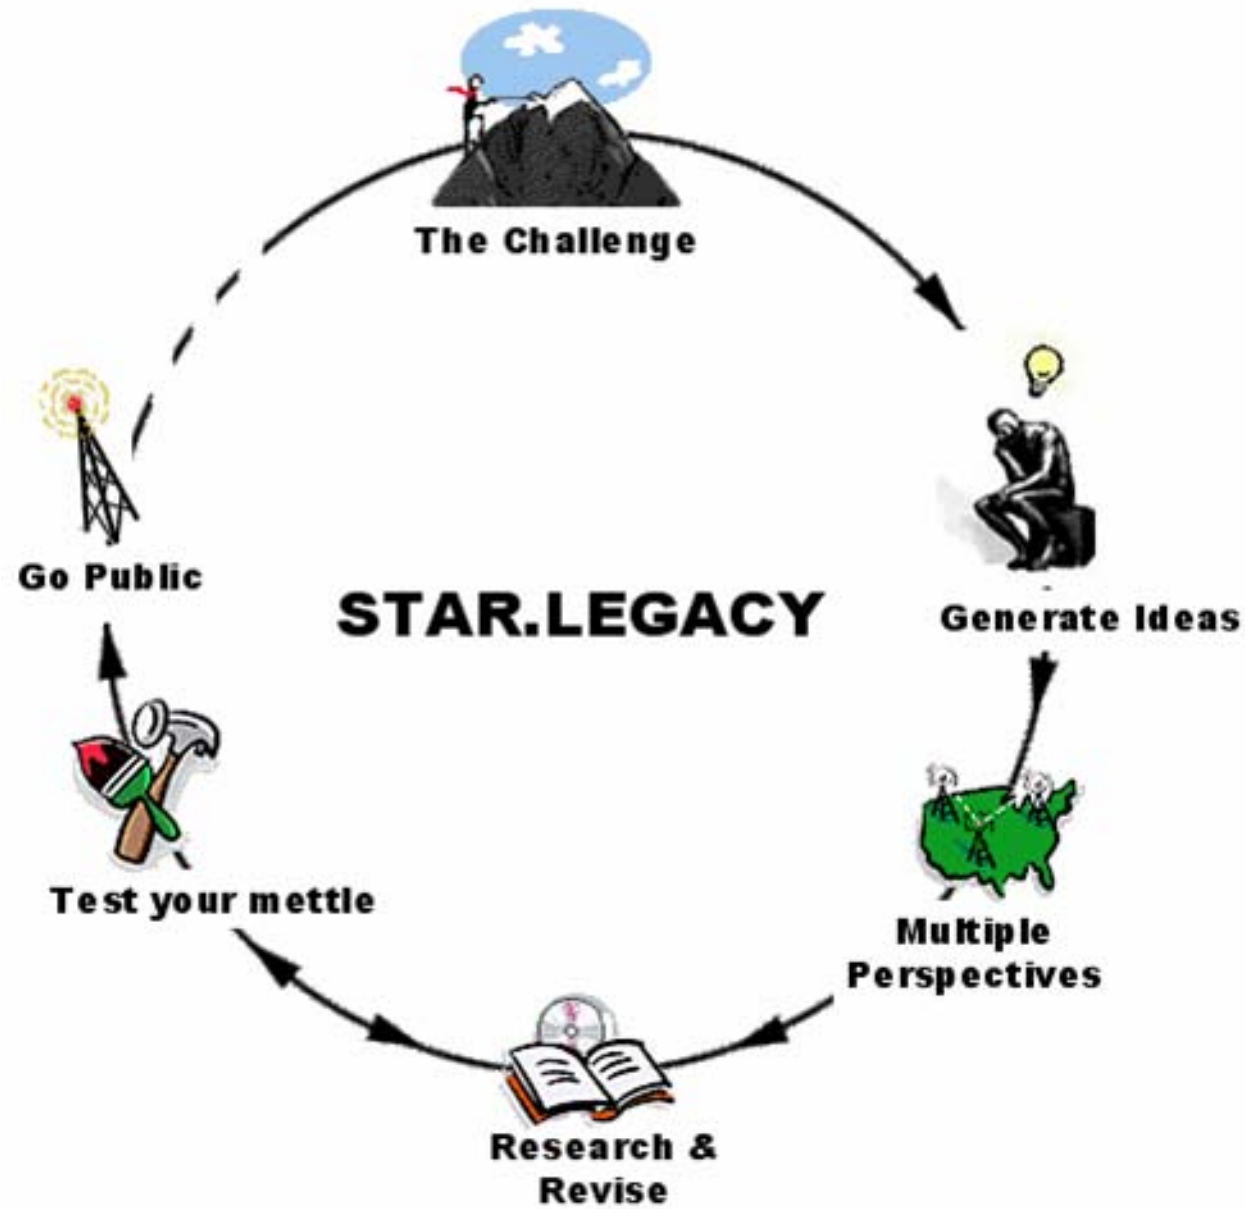 The Challenge
Generate Ideas
Multiple
Perspectives
Research &
Revise
Test your mettle
Go Public
STAR.LEGACY